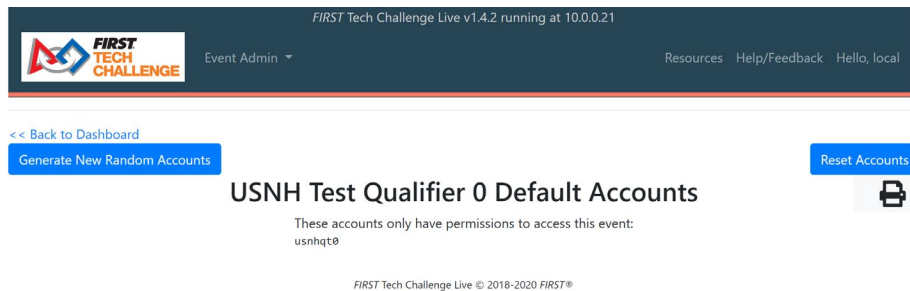 FIRST Tech Challenge Live v1.4.2 running at 10.0.0.21
FIRST
TECH
CHALLENGE
Event Admin
Resources Help/Feedback Hello, local
<< Back to Dashboard
Generate New Random Accounts
Reset Accounts
USNH Test Qualifier 0 Default Accounts
These accounts only have permissions to access this event:
usnhqt0
FIRST Tech Challenge Live © 2018-2020 FIRST®